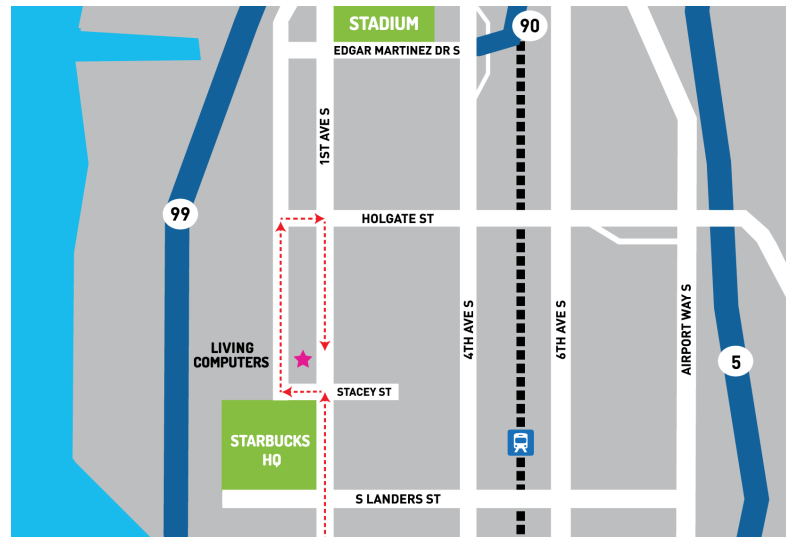 STADIUM
90
EDGAR MARTINEZ DR S
1ST AVE S
99
HOLGATE ST
4TH AVE S
6TH AVE S
AIRPORT WAY S
LIVING
COMPUTERS
5
STACEY ST
STARBUCKS
HQ
S LANDERS ST